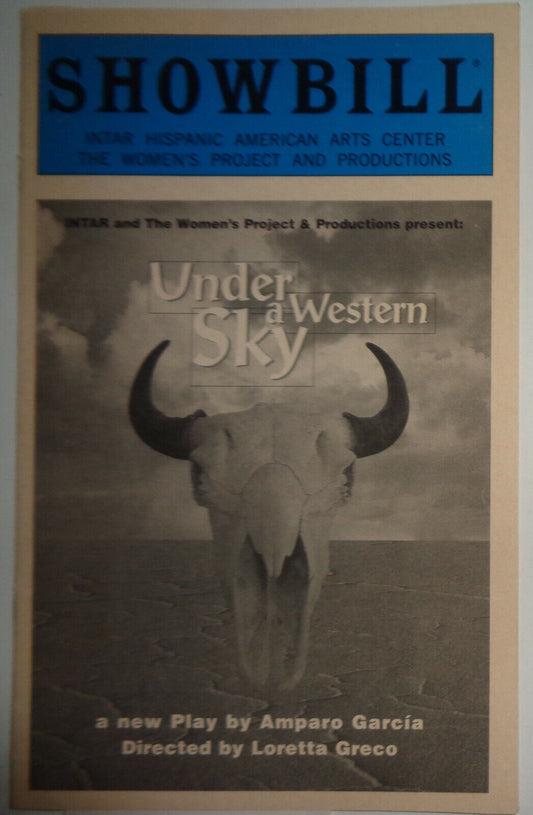 SHOWBILL®
INTAR HISPANIC AMERICAN ARTS CENTER
THE WOMEN'S PROJECT AND PRODUCTIONS
INTAR and The Women's Project & Productions present:
Under
a Western
Sky
a new Play by Amparo García
Directed by Loretta Greco